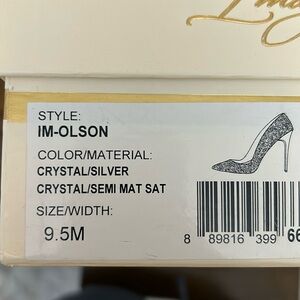 STYLE:
IM-OLSON
COLOR/MATERIAL:
CRYSTAL/SILVER
CRYSTAL/SEMI MAT SAT
SIZE/WIDTH:
9.5M
8 89816 399